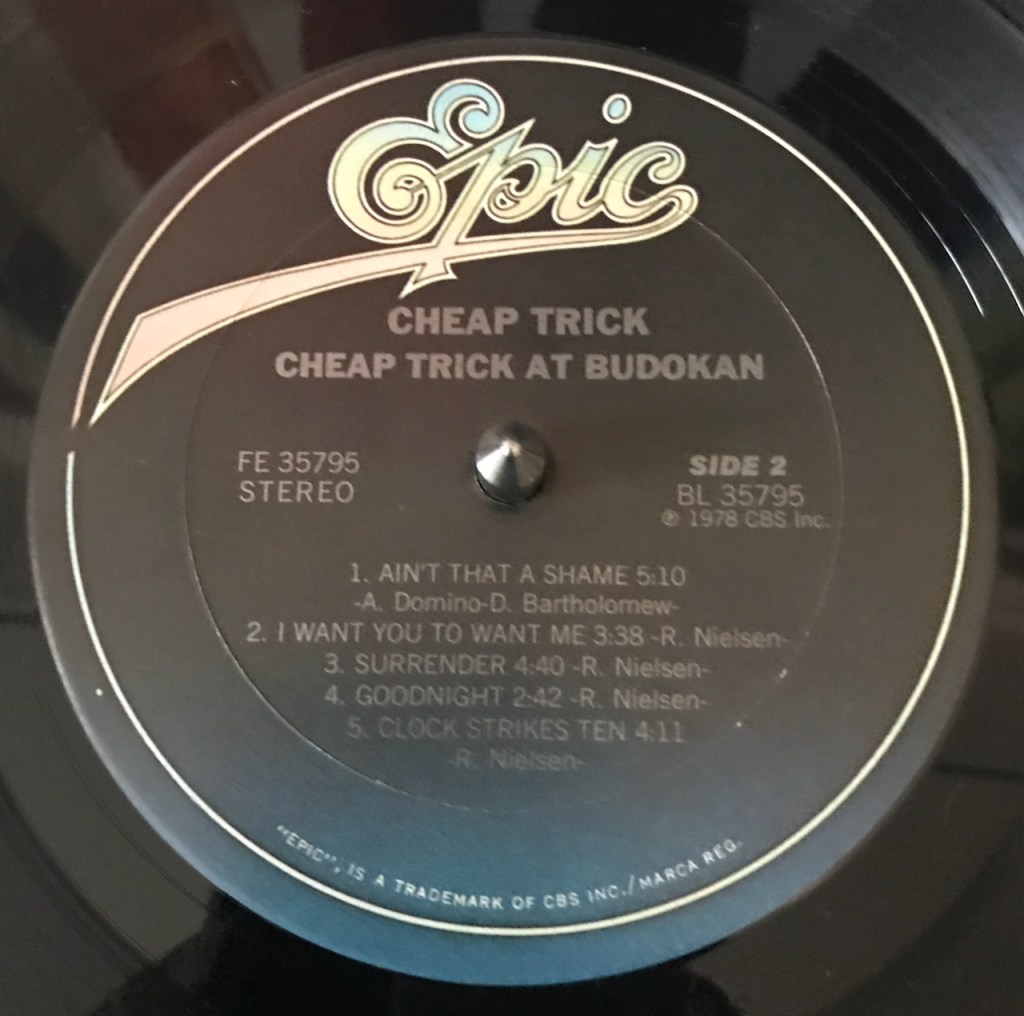 Epic
CHEAP TRICK
CHEAP TRICK AT BUDOKAN
FE 35795
STEREO
SIDE 2
BL 35795
℗ 1978 CBS Inc.
1. AIN'T THAT A SHAME 5:10
-A. Domino-D. Bartholomew-
2. I WANT YOU TO WANT ME 3:38 -R. Nielsen-
3. SURRENDER 4:40 -R. Nielsen-
4. GOODNIGHT 2:42 -R. Nielsen-
5. CLOCK STRIKES TEN 4:11
-R. Nielsen-
"EPIC", IS A TRADEMARK OF CBS INC./MARCA REG.